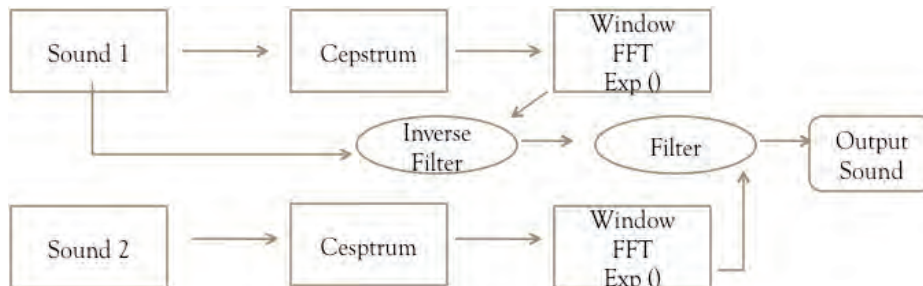 Sound 1
Cepstrum
Window
FFT
Exp ()
Inverse
Filter
Filter
Output
Sound
Sound 2
Cesptrum
Window
FFT
Exp ()